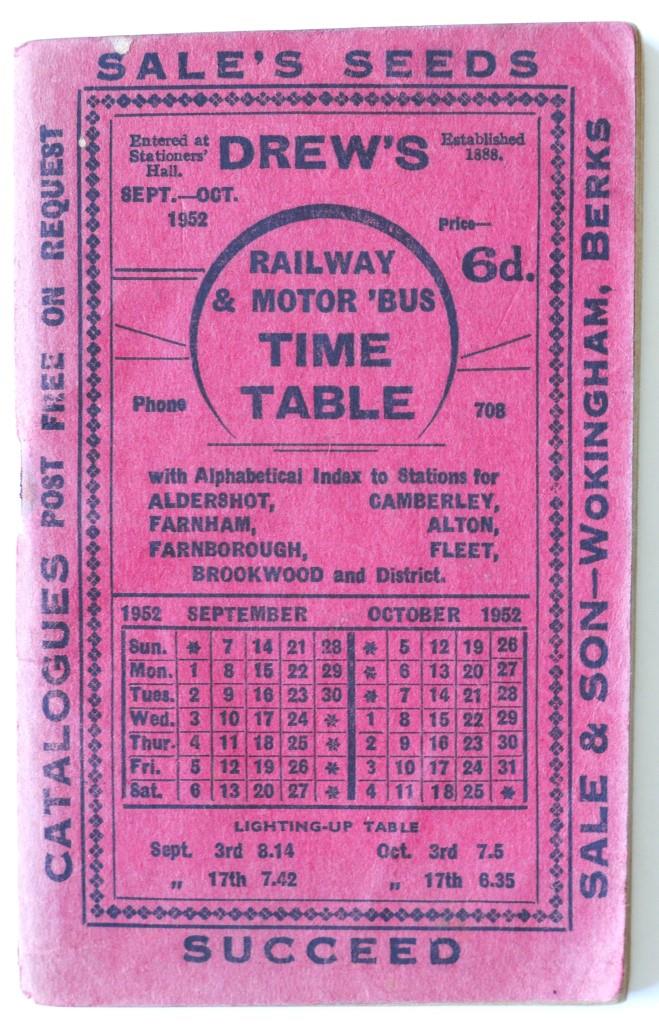 SALE'S SEEDS
Entered at
Stationers'
Hall.
DREW'S
Established
1888.
SEPT.—OCT.
1952
Price—
6d.
RAILWAY
& MOTOR 'BUS
TIME
TABLE
Phone
708
with Alphabetical Index to Stations for
ALDERSHOT, CAMBERLEY,
FARNHAM, ALTON,
FARNBOROUGH, FLEET,
BROOKWOOD and District.
1952 SEPTEMBER OCTOBER 1952
Sun. * 7 14 21 28 * 5 12 19 26
Mon. 1 8 15 22 29 * 6 13 20 27
Tues. 2 9 16 23 30 * 7 14 21 28
Wed. 3 10 17 24 * 1 8 15 22 29
Thur. 4 11 18 25 * 2 9 16 23 30
Fri. 5 12 19 26 * 3 10 17 24 31
Sat. 6 13 20 27 * 4 11 18 25 *
LIGHTING-UP TABLE
Sept. 3rd 8.14 Oct. 3rd 7.5
„ 17th 7.42 „ 17th 6.35
CATALOGUES POST FREE ON REQUEST
SALE & SON—WOKINGHAM, BERKS
SUCCEED